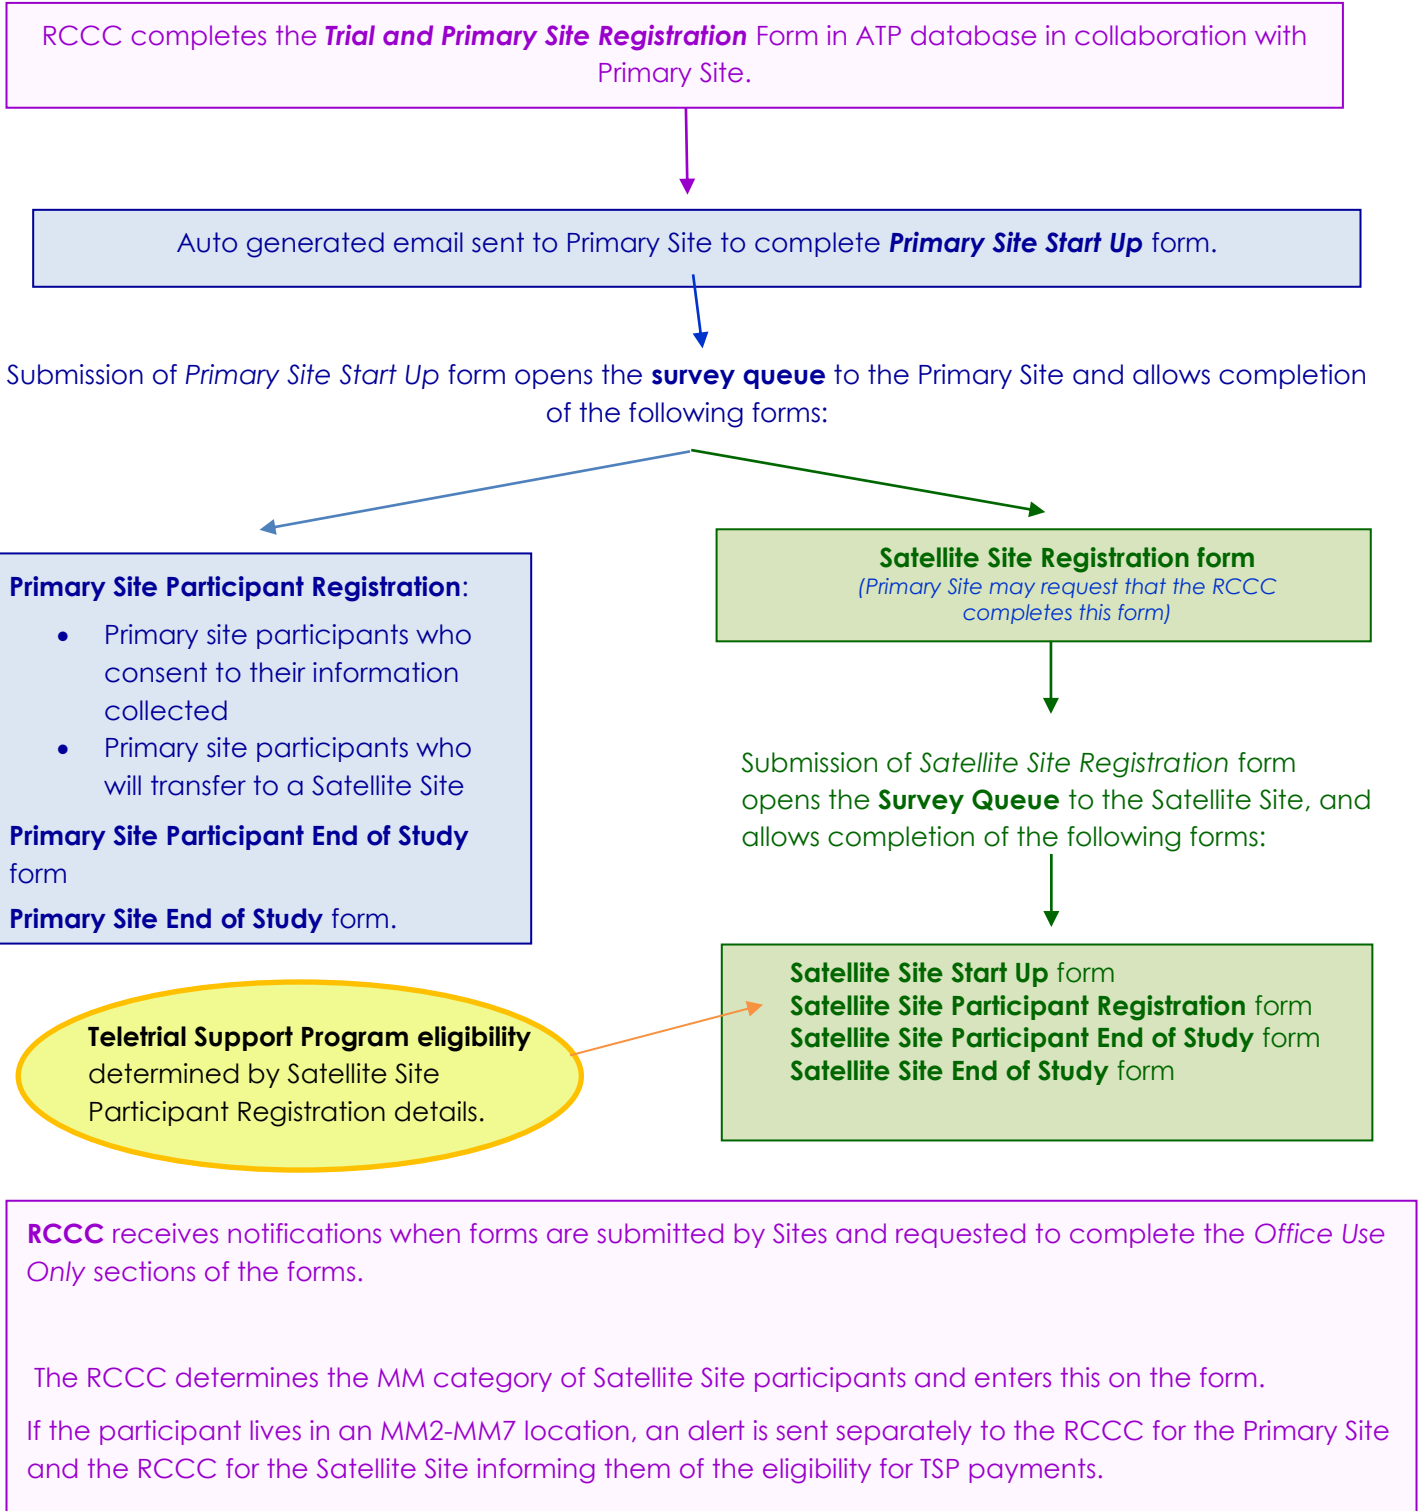 RCCC completes the Trial and Primary Site Registration Form in ATP database in collaboration with
Primary Site.
Auto generated email sent to Primary Site to complete Primary Site Start Up form.
Submission of Primary Site Start Up form opens the survey queue to the Primary Site and allows completion
of the following forms:
Primary Site Participant Registration:
• Primary site participants who
consent to their information
collected
• Primary site participants who
will transfer to a Satellite Site
Primary Site Participant End of Study
form
Primary Site End of Study form.
Satellite Site Registration form
(Primary Site may request that the RCCC
completes this form)
Submission of Satellite Site Registration form
opens the Survey Queue to the Satellite Site, and
allows completion of the following forms:
Satellite Site Start Up form
Satellite Site Participant Registration form
Satellite Site Participant End of Study form
Satellite Site End of Study form
Teletrial Support Program eligibility
determined by Satellite Site
Participant Registration details.
RCCC receives notifications when forms are submitted by Sites and requested to complete the Office Use
Only sections of the forms.
The RCCC determines the MM category of Satellite Site participants and enters this on the form.
If the participant lives in an MM2-MM7 location, an alert is sent separately to the RCCC for the Primary Site
and the RCCC for the Satellite Site informing them of the eligibility for TSP payments.